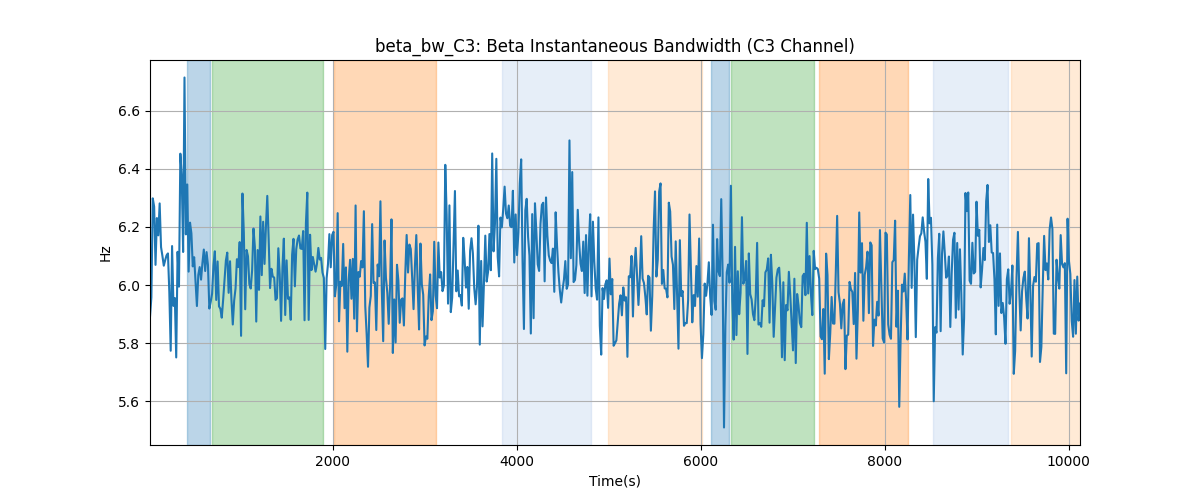 beta_bw_C3: Beta Instantaneous Bandwidth (C3 Channel)
Hz
6.6
6.4
6.2
6.0
5.8
5.6
2000 4000 6000 8000 10000
Time(s)